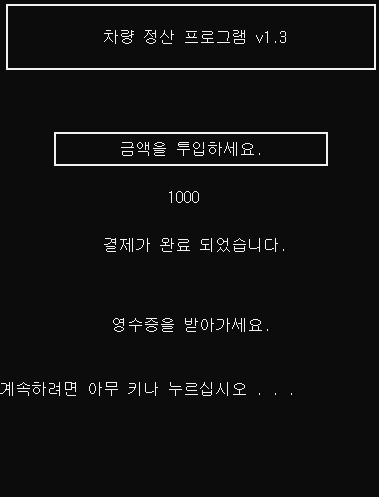 차량 정산 프로그램 v1.3
금액을 투입하세요.
1000
결제가 완료 되었습니다.
영수증을 받아가세요.
계속하려면 아무 키나 누르십시오 . . .